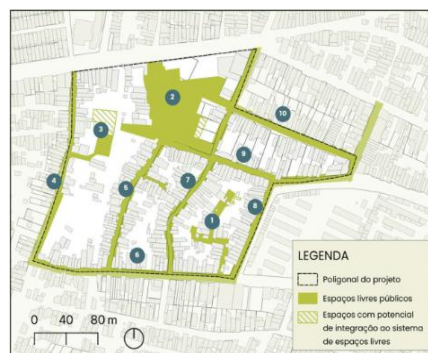 10
2
3
9
4
5
7
8
1
6
0 40 80 m
LEGENDA
Poligonal do projeto
Espaços livres públicos
Espaços com potencial
de integração ao sistema
de espaços livres